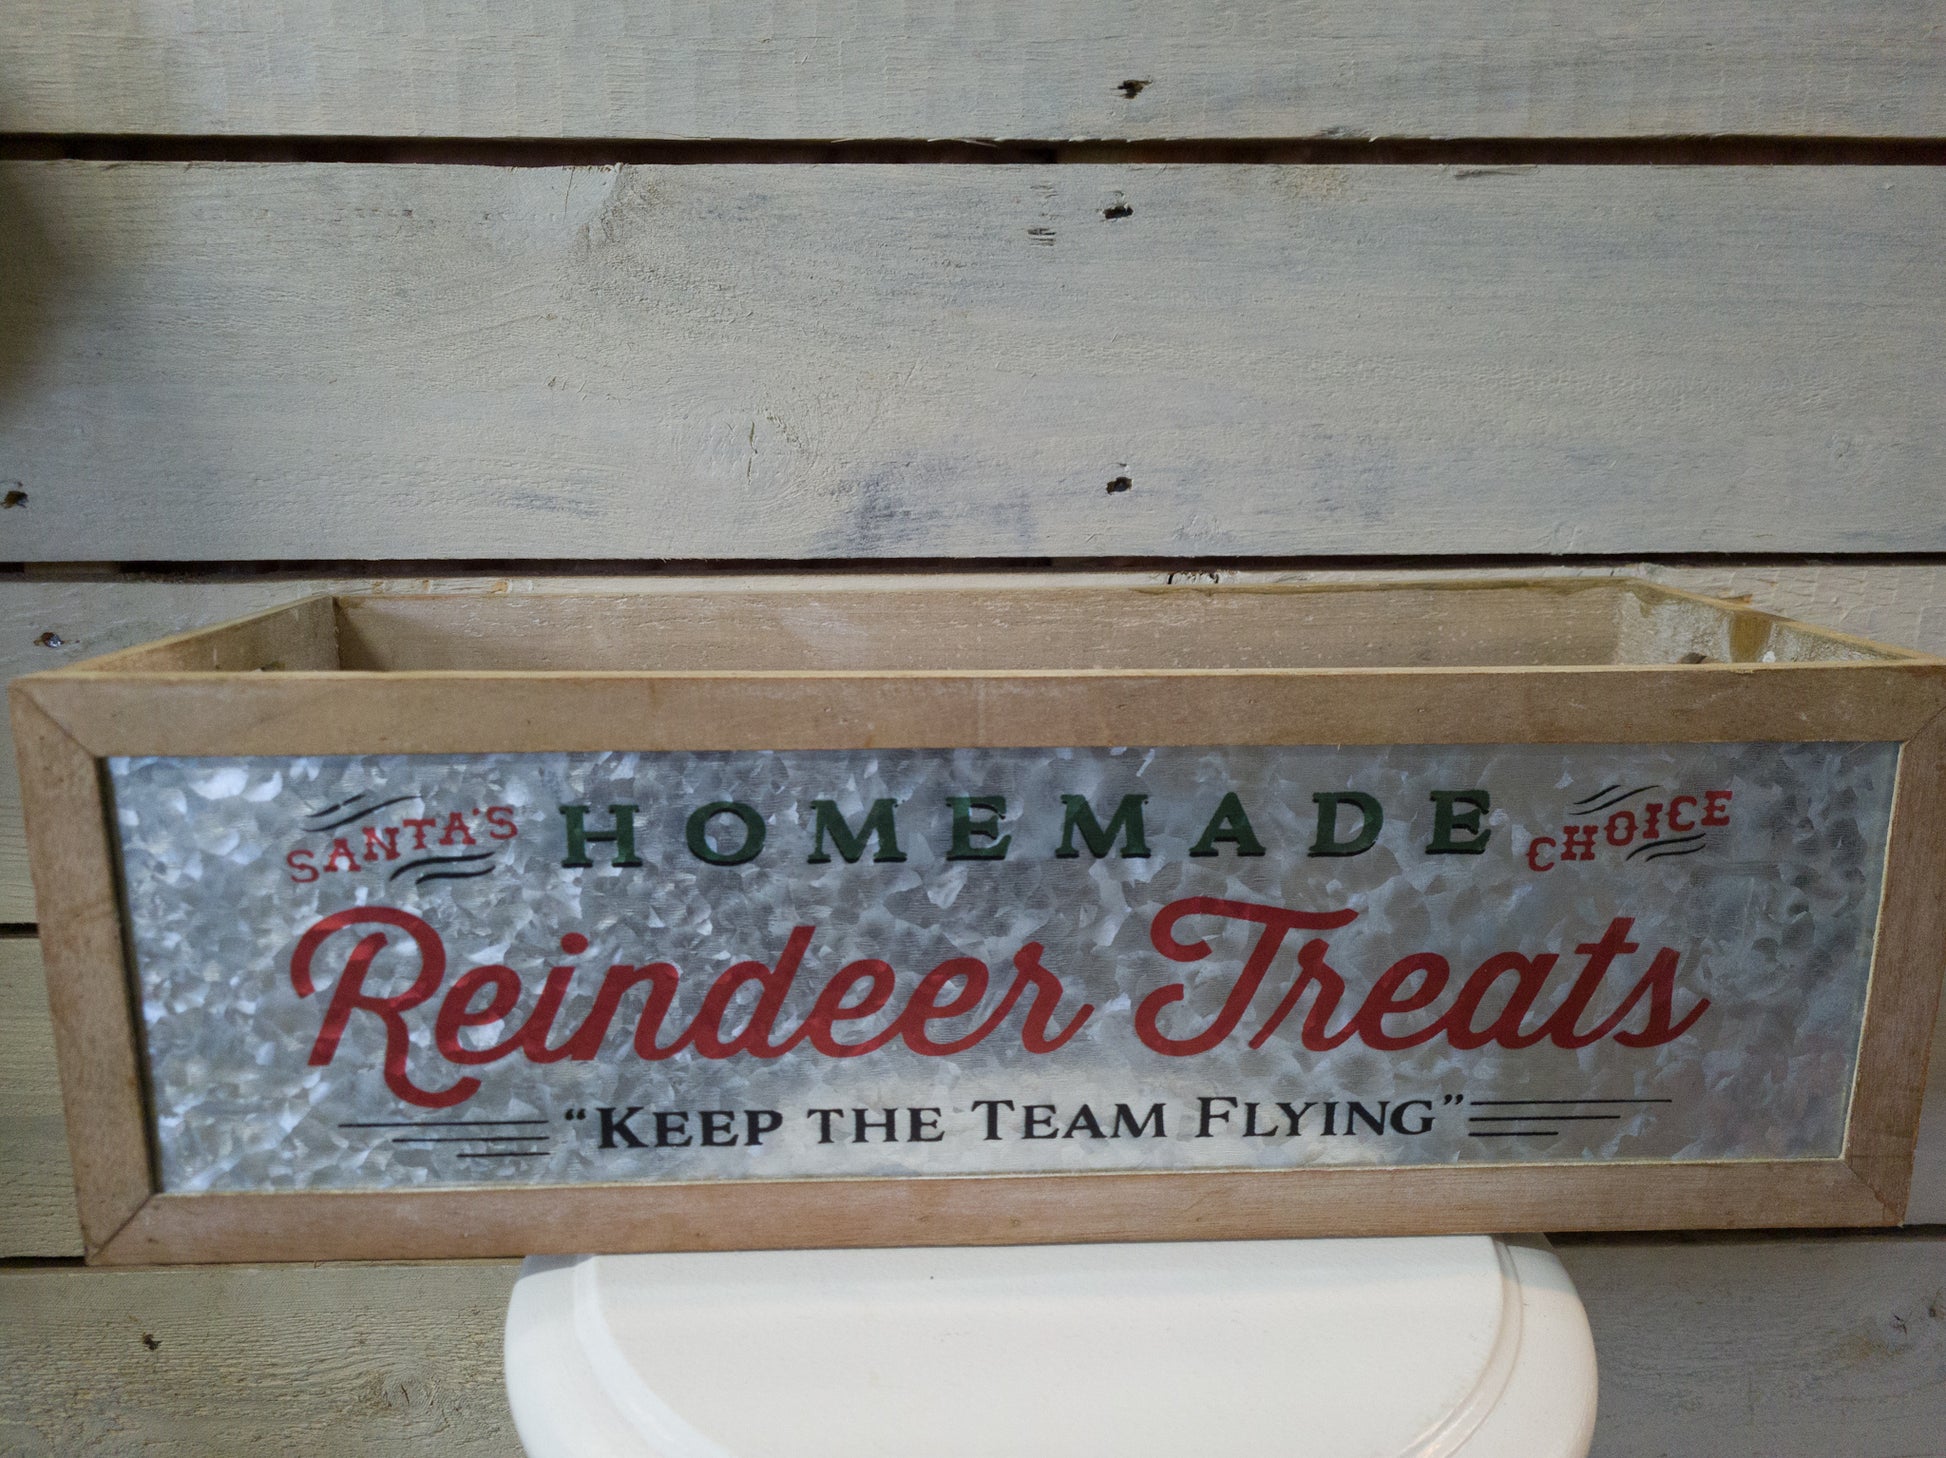 SANTA'S HOMEMADE CHOICE
Reindeer Treats
"KEEP THE TEAM FLYING"